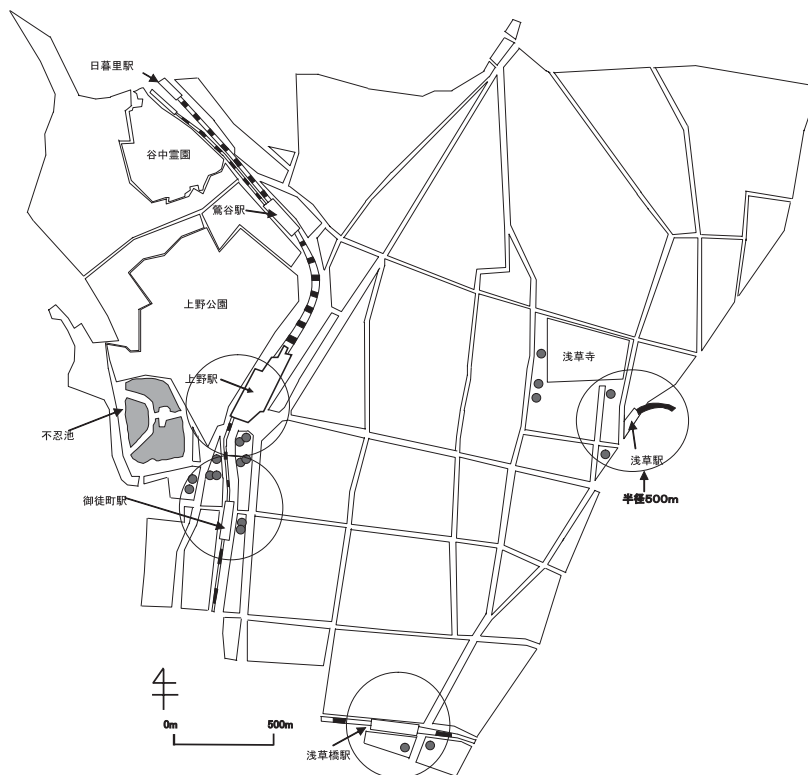 日暮里駅
谷中霊園
鶯谷駅
上野公園
浅草寺
上野駅
不忍池
浅草駅
半径500m
御徒町駅
0m
500m
浅草橋駅